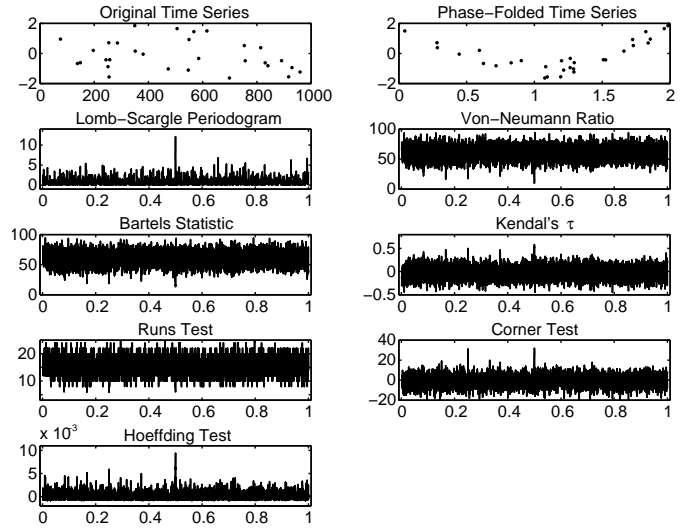 Original Time Series
Phase−Folded Time Series
2
0
−2
0 200 400 600 800 1000
2
0
−2
0 0.5 1 1.5 2
Lomb−Scargle Periodogram
Von−Neumann Ratio
10
5
0
0 0.2 0.4 0.6 0.8 1
100
50
0
0 0.2 0.4 0.6 0.8 1
Bartels Statistic
Kendal's τ
100
50
0
0 0.2 0.4 0.6 0.8 1
0.5
0
−0.5
0 0.2 0.4 0.6 0.8 1
Runs Test
Corner Test
20
10
0 0.2 0.4 0.6 0.8 1
40
20
0
−20
0 0.2 0.4 0.6 0.8 1
x 10⁻³
Hoeffding Test
10
5
0
0 0.2 0.4 0.6 0.8 1